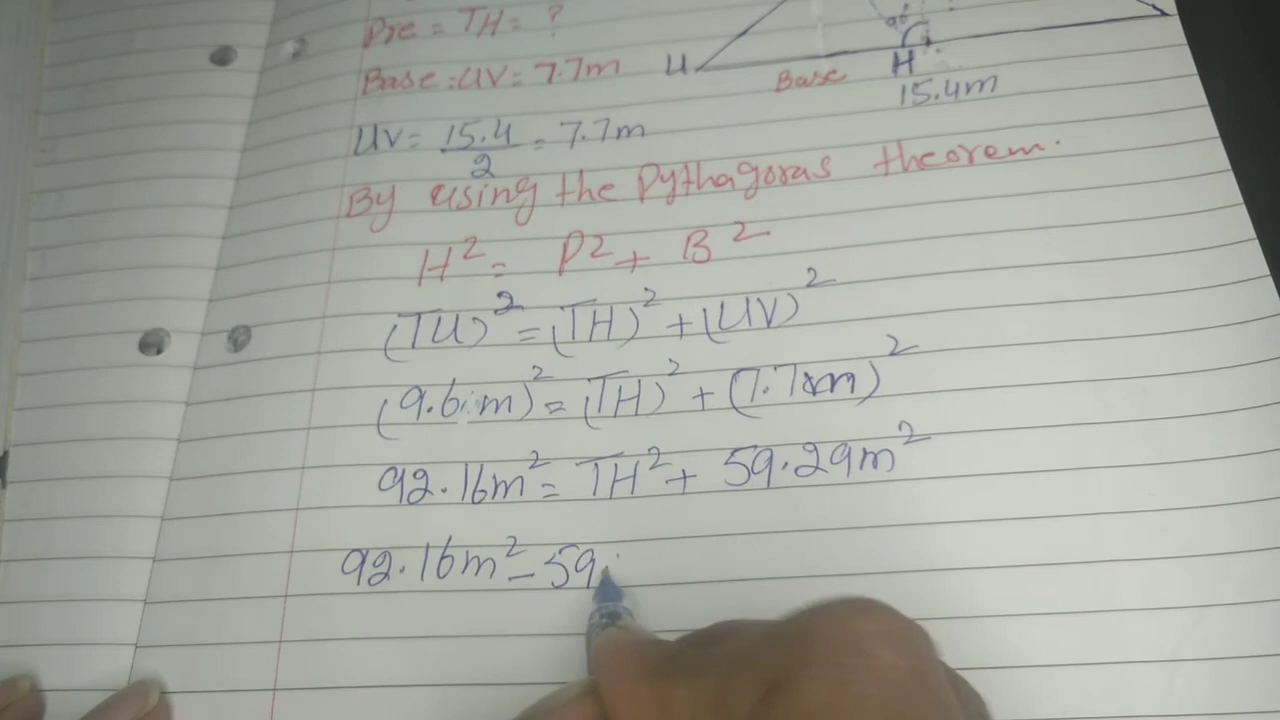 Pre = TH = ?
Base : UV = 7.7m
U
Base
90°
H
15.4m
UV = 15.4/2 = 7.7m
By using the Pythagoras theorem.
H² = P² + B²
(TU)² = (TH)² + (UV)²
(9.6m)² = (TH)² + (7.7m)²
92.16m² = TH² + 59.29m²
92.16m² - 59.